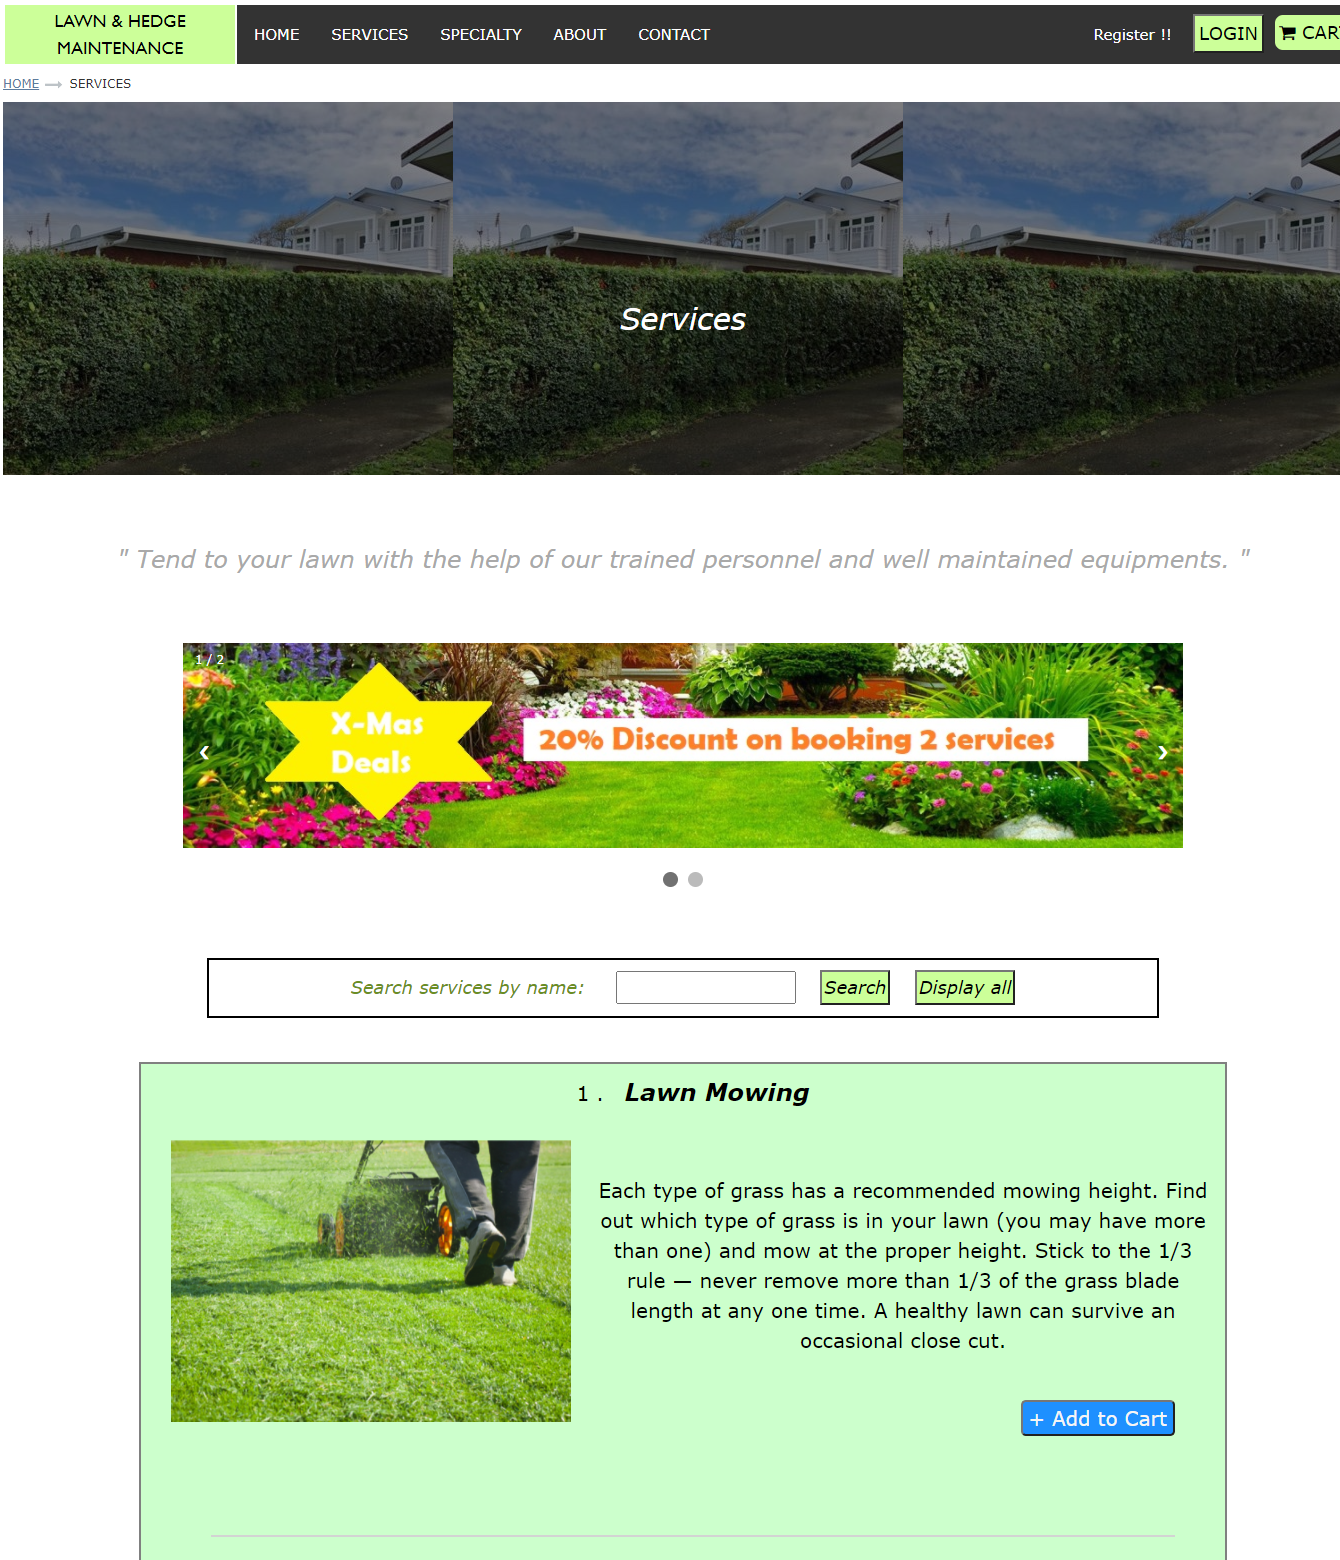 LAWN & HEDGE
MAINTENANCE
HOME SERVICES SPECIALTY ABOUT CONTACT Register !! LOGIN
HOME SERVICES
Services
" Tend to your lawn with the help of our trained personnel and well maintained equipments. "
1 / 2
X-Mas
Deals
20% Discount on booking 2 services
❮ ❯
Search services by name: Search Display all
1 . Lawn Mowing
Each type of grass has a recommended mowing height. Find
out which type of grass is in your lawn (you may have more
than one) and mow at the proper height. Stick to the 1/3
rule — never remove more than 1/3 of the grass blade
length at any one time. A healthy lawn can survive an
occasional close cut.
+ Add to Cart